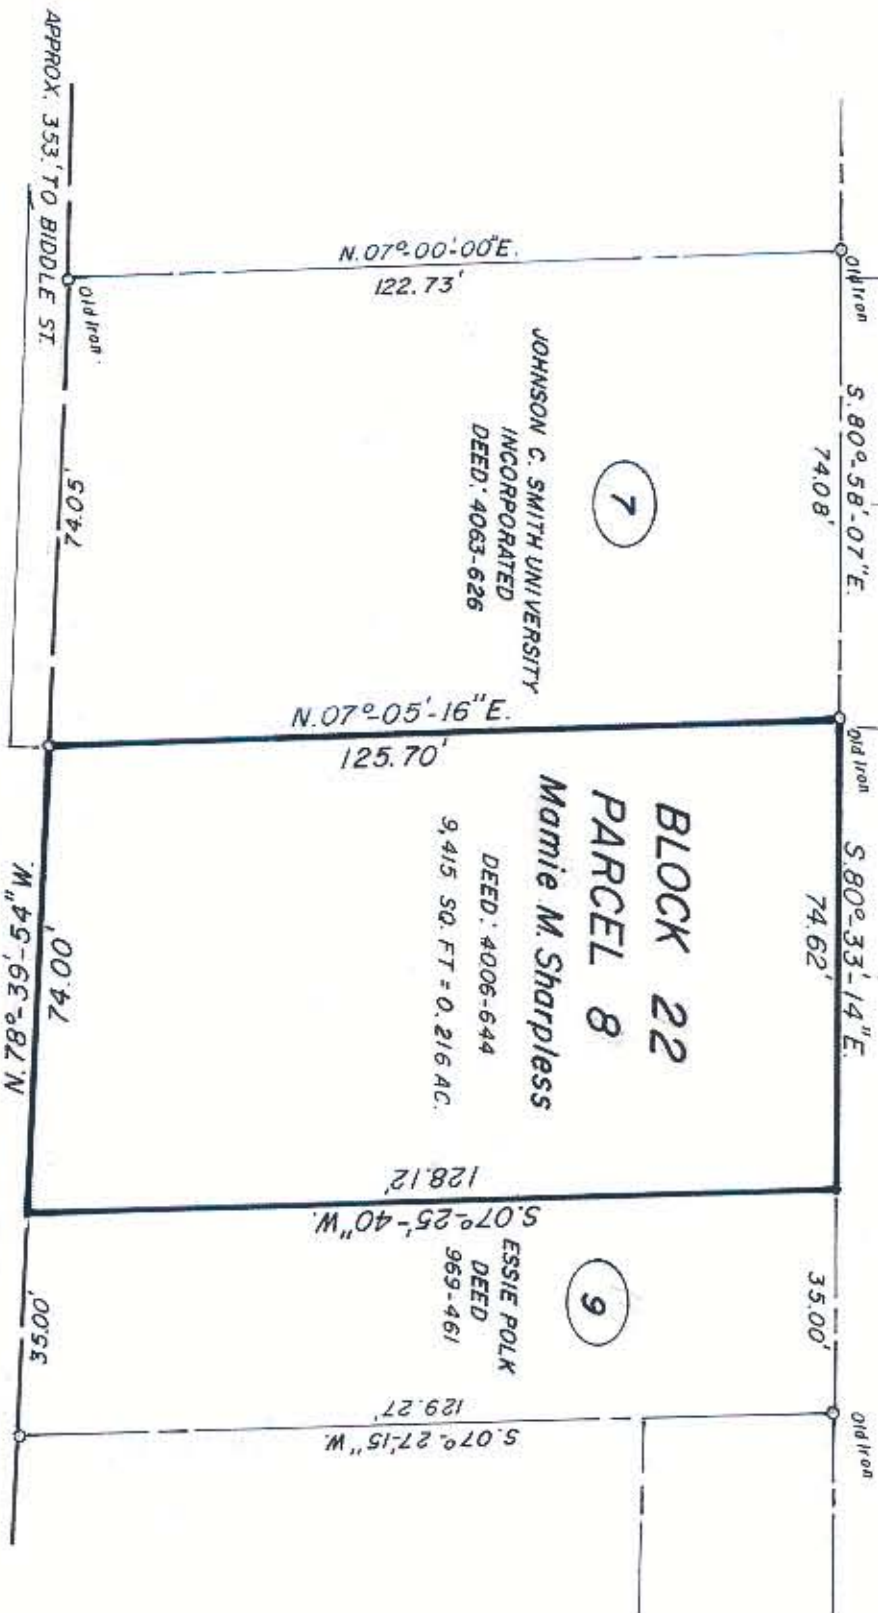 Old Iron
S. 80°-58'-07" E.
74.08'
Old Iron
S. 80°-33'-14" E.
74.62'
35.00'
Old Iron
N. 07°-00'-00" E.
122.73'
7
JOHNSON C. SMITH UNIVERSITY
INCORPORATED
DEED: 4063-626
N. 07°-05'-16" E.
125.70'
BLOCK 22
PARCEL 8
Mamie M. Sharpless
DEED: 4006-644
9,415 SQ. FT = 0.216 AC.
128.12'
S. 07°-25'-40" W.
9
ESSIE POLK
DEED
969-461
129.27'
S. 07°-27'-15" W.
Old Iron
74.05'
APPROX. 353.' TO BIDDLE ST.
74.00'
N. 78°-39'-54" W.
35.00'